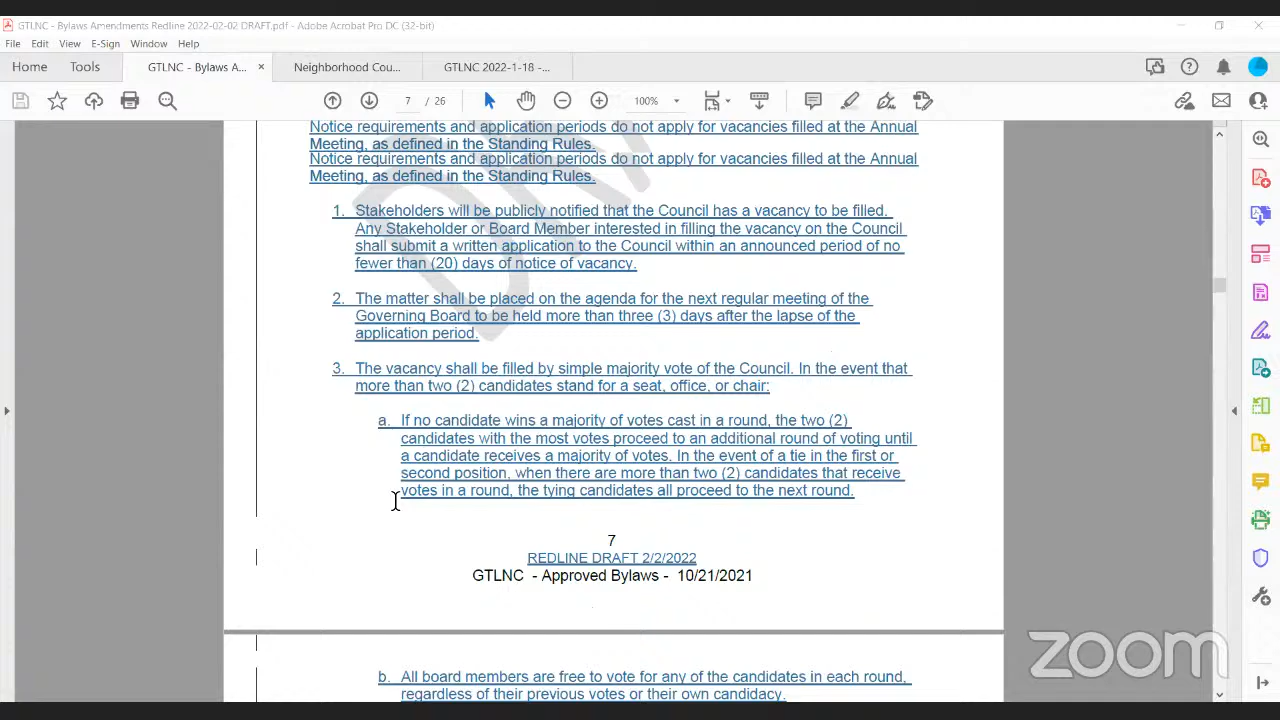 GTLNC - Bylaws Amendments Redline 2022-02-02 DRAFT.pdf - Adobe Acrobat Pro DC (32-bit)
File Edit View E-Sign Window Help
Home Tools GTLNC - Bylaws A... × Neighborhood Cou... GTLNC 2022-1-18 -...
7 / 26 100%
Notice requirements and application periods do not apply for vacancies filled at the Annual
Meeting, as defined in the Standing Rules.
Notice requirements and application periods do not apply for vacancies filled at the Annual
Meeting, as defined in the Standing Rules.
1. Stakeholders will be publicly notified that the Council has a vacancy to be filled.
Any Stakeholder or Board Member interested in filling the vacancy on the Council
shall submit a written application to the Council within an announced period of no
fewer than (20) days of notice of vacancy.
2. The matter shall be placed on the agenda for the next regular meeting of the
Governing Board to be held more than three (3) days after the lapse of the
application period.
3. The vacancy shall be filled by simple majority vote of the Council. In the event that
more than two (2) candidates stand for a seat, office, or chair:
a. If no candidate wins a majority of votes cast in a round, the two (2)
candidates with the most votes proceed to an additional round of voting until
a candidate receives a majority of votes. In the event of a tie in the first or
second position, when there are more than two (2) candidates that receive
votes in a round, the tying candidates all proceed to the next round.
7
REDLINE DRAFT 2/2/2022
GTLNC - Approved Bylaws - 10/21/2021
b. All board members are free to vote for any of the candidates in each round,
regardless of their previous votes or their own candidacy.
zoom